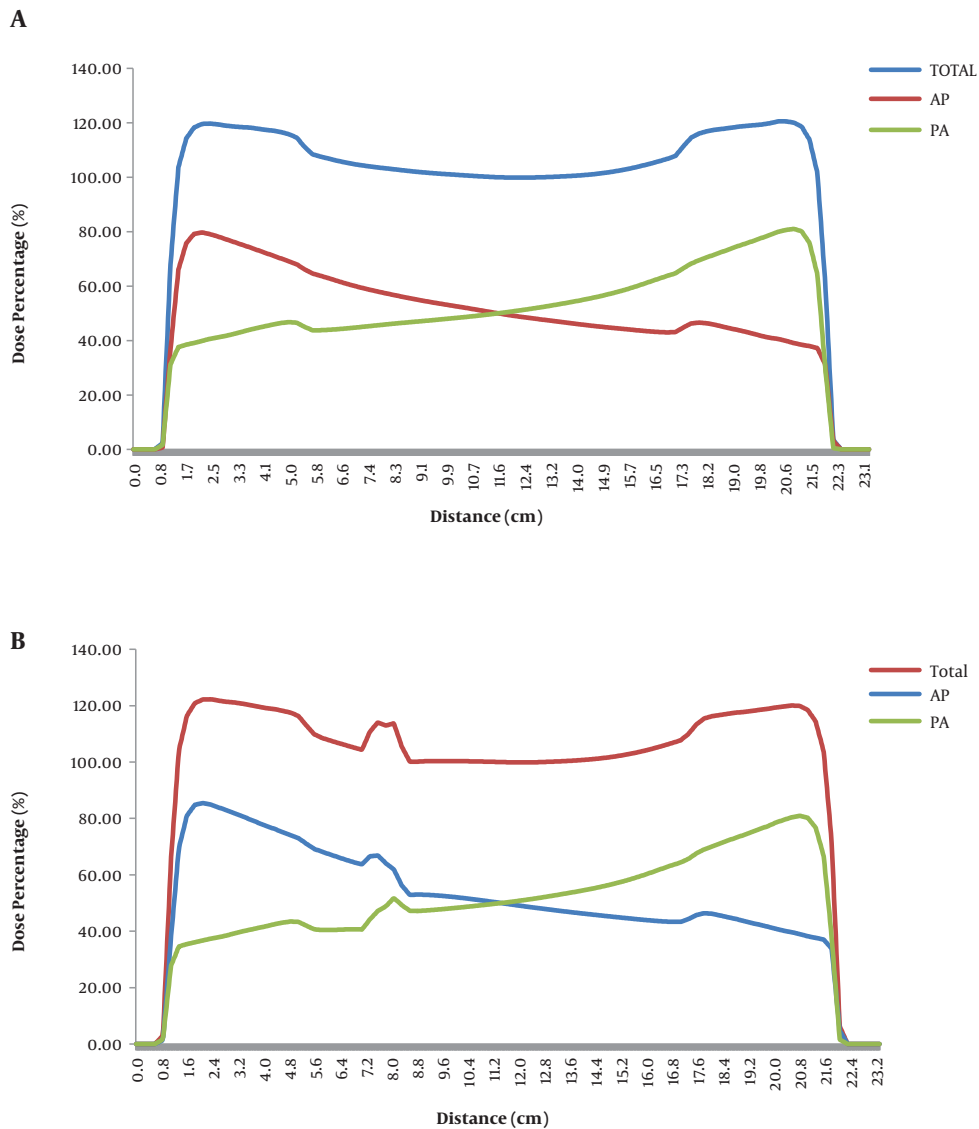 A
140.00
120.00
100.00
80.00
60.00
40.00
20.00
0.00
Dose Percentage (%)
TOTAL
AP
PA
0.0 0.8 1.7 2.5 3.3 4.1 5.0 5.8 6.6 7.4 8.3 9.1 9.9 10.7 11.6 12.4 13.2 14.0 14.9 15.7 16.5 17.3 18.2 19.0 19.8 20.6 21.5 22.3 23.1
Distance (cm)
B
140.00
120.00
100.00
80.00
60.00
40.00
20.00
0.00
Dose Percentage (%)
Total
AP
PA
0.0 0.8 1.6 2.4 3.2 4.0 4.8 5.6 6.4 7.2 8.0 8.8 9.6 10.4 11.2 12.0 12.8 13.6 14.4 15.2 16.0 16.8 17.6 18.4 19.2 20.0 20.8 21.6 22.4 23.2
Distance (cm)